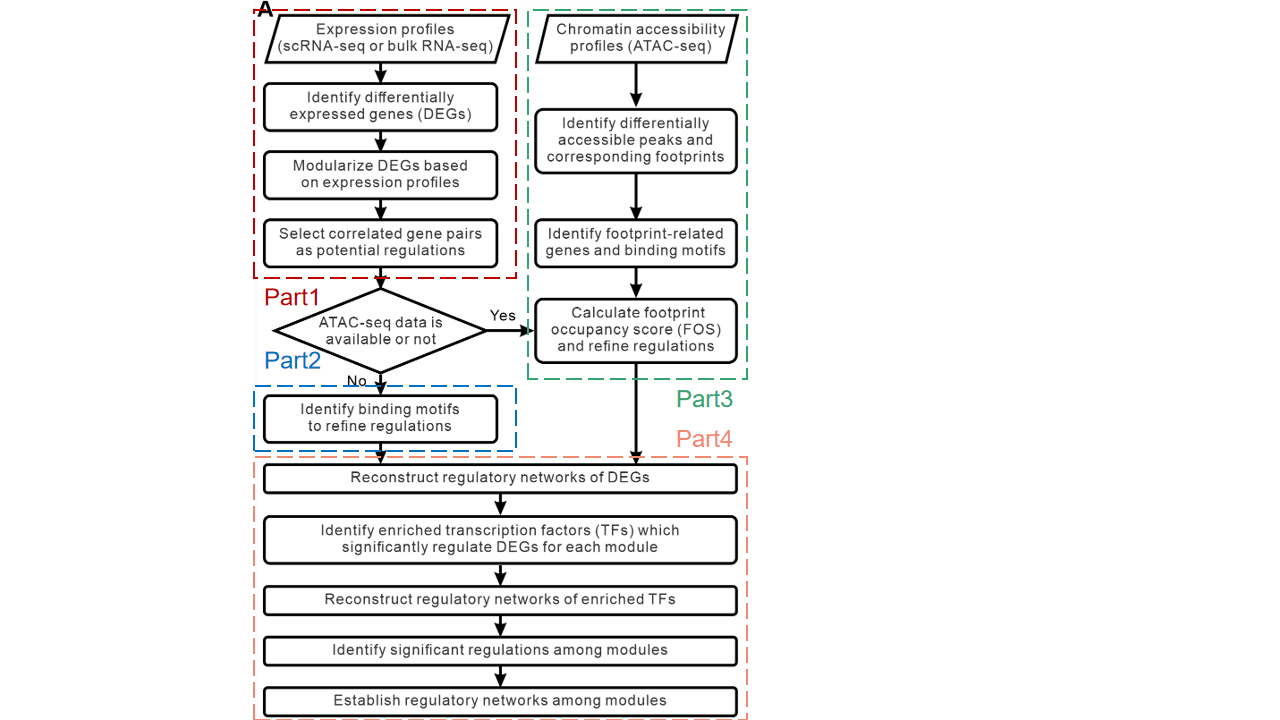 A
Expression profiles
(scRNA-seq or bulk RNA-seq)
Identify differentially
expressed genes (DEGs)
Modularize DEGs based
on expression profiles
Select correlated gene pairs
as potential regulations
Part1
Chromatin accessibility
profiles (ATAC-seq)
Identify differentially
accessible peaks and
corresponding footprints
Identify footprint-related
genes and binding motifs
Calculate footprint
occupancy score (FOS)
and refine regulations
ATAC-seq data is
available or not
Yes
No
Part2
Identify binding motifs
to refine regulations
Part3
Part4
Reconstruct regulatory networks of DEGs
Identify enriched transcription factors (TFs) which
significantly regulate DEGs for each module
Reconstruct regulatory networks of enriched TFs
Identify significant regulations among modules
Establish regulatory networks among modules